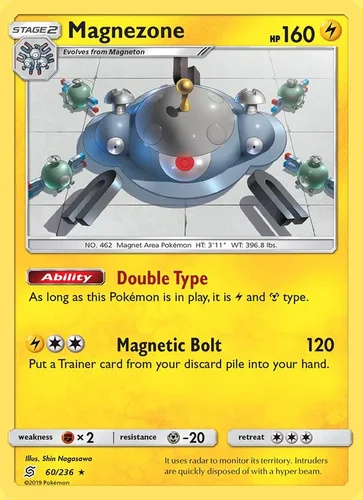 STAGE 2 Magnezone HP 160
Evolves from Magneton
NO. 462 Magnet Area Pokémon HT: 3'11" WT: 396.8 lbs.
Ability Double Type
As long as this Pokémon is in play, it is and type.
Magnetic Bolt 120
Put a Trainer card from your discard pile into your hand.
weakness ×2 resistance -20 retreat
Illus. Shin Nagasawa
60/236 ★
©2019 Pokémon
It uses radar to monitor its territory. Intruders
are quickly disposed of with a hyper beam.